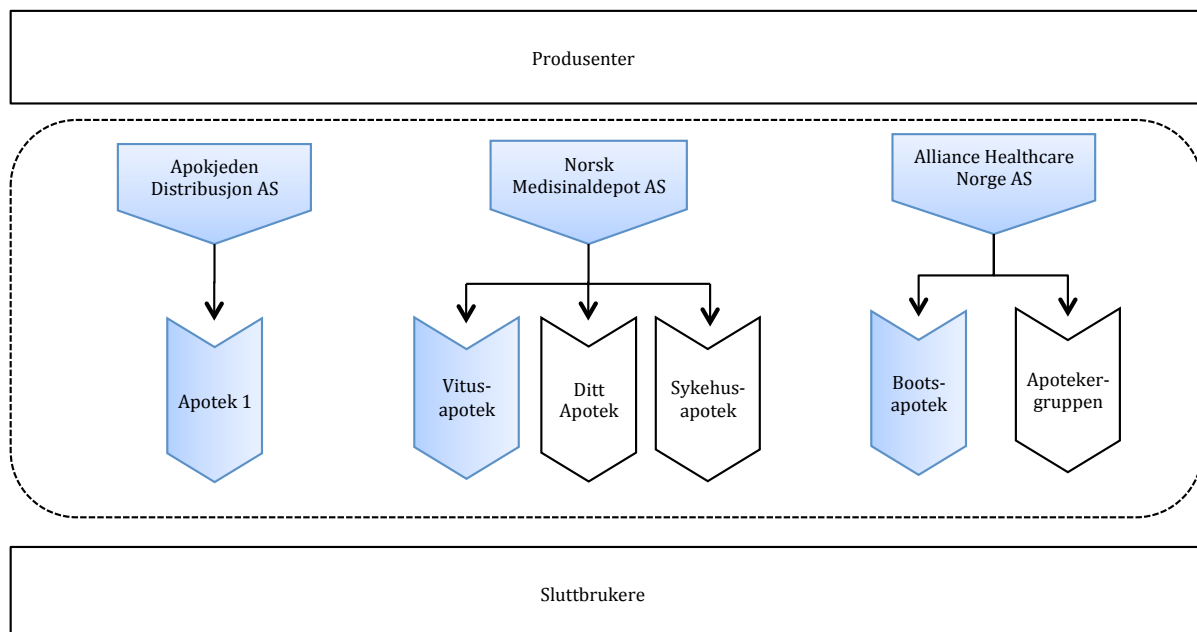 Produsenter
Apokjeden
Distribusjon AS
Norsk
Medisinaldepot AS
Alliance Healthcare
Norge AS
Apotek 1
Vitus-
apotek
Ditt
Apotek
Sykehus-
apotek
Boots-
apotek
Apoteker-
gruppen
Sluttbrukere